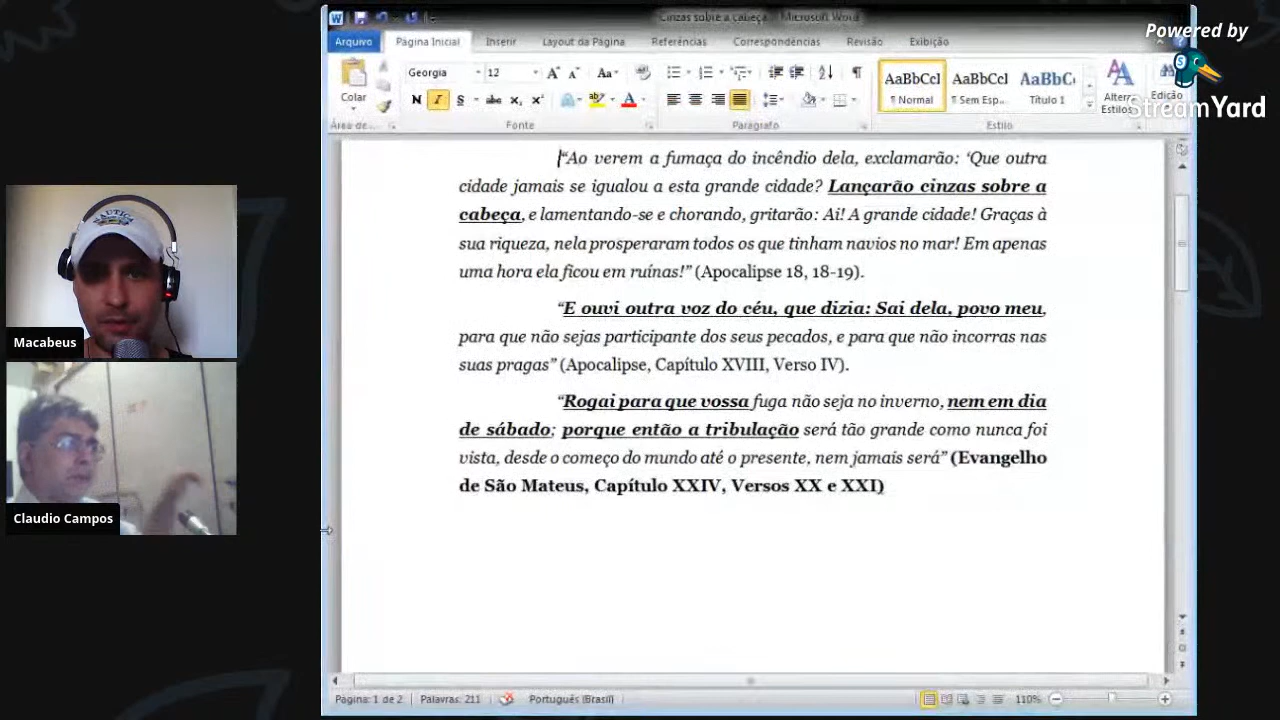 Cinzas sobre a cabeça - Microsoft Word
Powered by
StreamYard
Arquivo Página Inicial Inserir Layout da Página Referências Correspondências Revisão Exibição
Georgia 12
Colar
N I S abc x₂ x² A
AaBbCcI AaBbCcI AaBbC
¶ Normal ¶ Sem Esp... Título 1
Alterar Estilos
Edição
Área de... Fonte Parágrafo Estilo
“Ao verem a fumaça do incêndio dela, exclamarão: ‘Que outra
cidade jamais se igualou a esta grande cidade? Lançarão cinzas sobre a
cabeça, e lamentando-se e chorando, gritarão: Ai! A grande cidade! Graças à
sua riqueza, nela prosperaram todos os que tinham navios no mar! Em apenas
uma hora ela ficou em ruínas!” (Apocalipse 18, 18-19).
“E ouvi outra voz do céu, que dizia: Sai dela, povo meu,
para que não sejas participante dos seus pecados, e para que não incorras nas
suas pragas” (Apocalipse, Capítulo XVIII, Verso IV).
“Rogai para que vossa fuga não seja no inverno, nem em dia
de sábado; porque então a tribulação será tão grande como nunca foi
vista, desde o começo do mundo até o presente, nem jamais será” (Evangelho
de São Mateus, Capítulo XXIV, Versos XX e XXI)
NAUTICA
Macabeus
Claudio Campos
Página: 1 de 2 Palavras: 211 Português (Brasil) 110%